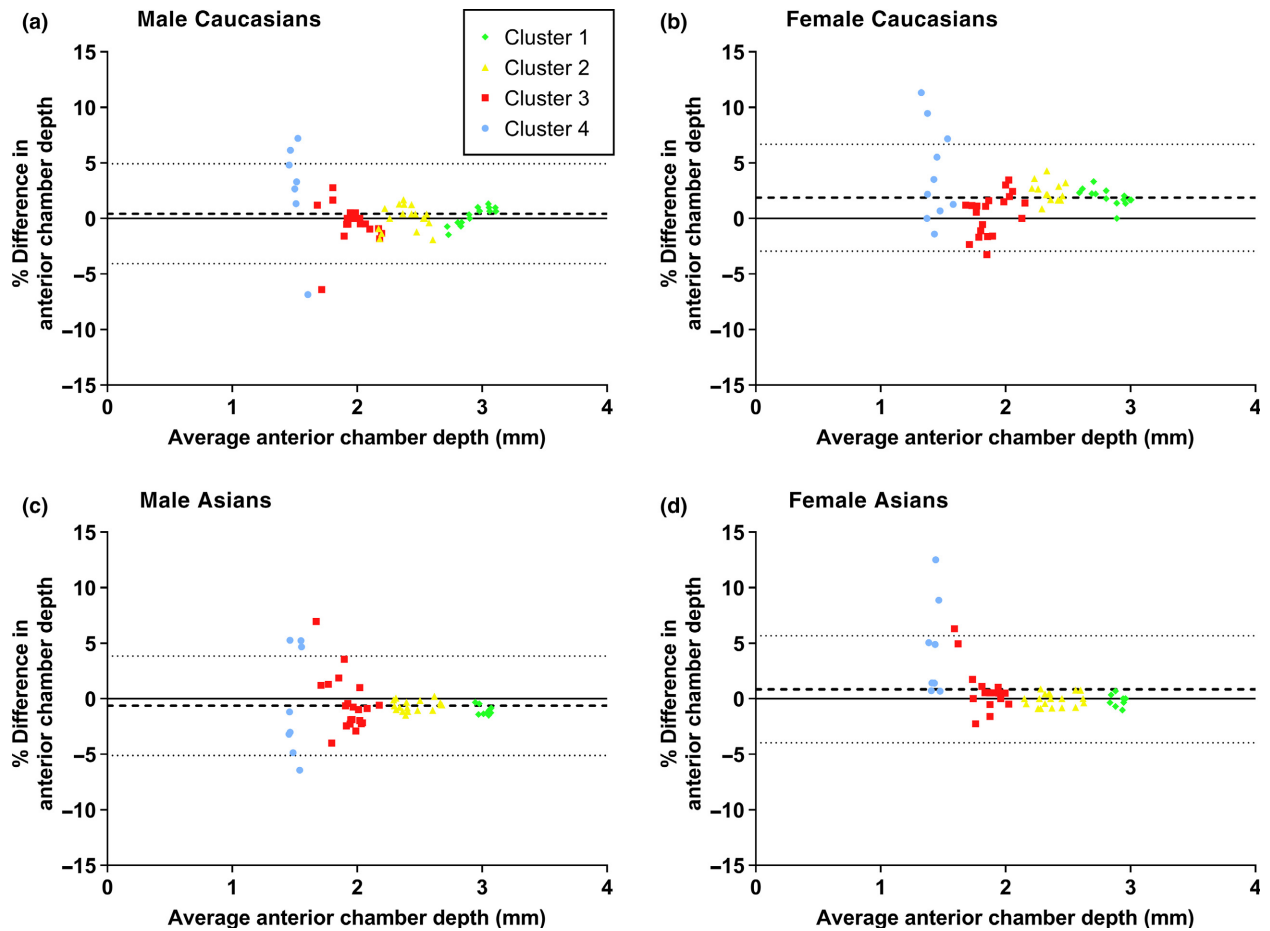 (a)
Male Caucasians
Cluster 1
Cluster 2
Cluster 3
Cluster 4
% Difference in
anterior chamber depth
15
10
5
0
−5
−10
−15
0
1
2
3
4
Average anterior chamber depth (mm)
(b)
Female Caucasians
% Difference in
anterior chamber depth
15
10
5
0
−5
−10
−15
0
1
2
3
4
Average anterior chamber depth (mm)
(c)
Male Asians
% Difference in
anterior chamber depth
15
10
5
0
−5
−10
−15
0
1
2
3
4
Average anterior chamber depth (mm)
(d)
Female Asians
% Difference in
anterior chamber depth
15
10
5
0
−5
−10
−15
0
1
2
3
4
Average anterior chamber depth (mm)